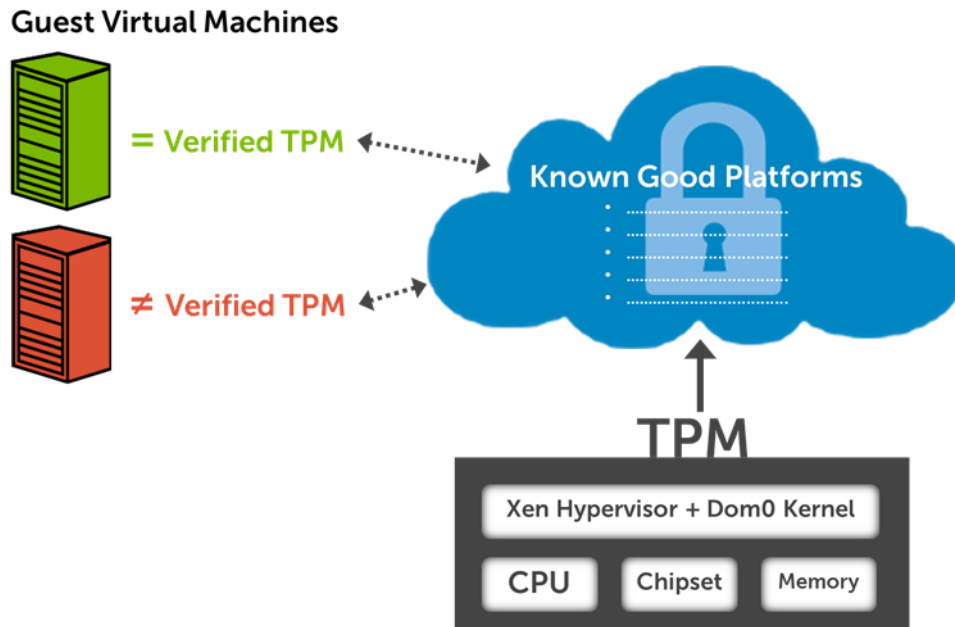 Guest Virtual Machines
= Verified TPM
Known Good Platforms
≠ Verified TPM
TPM
Xen Hypervisor + Dom0 Kernel
CPU Chipset Memory